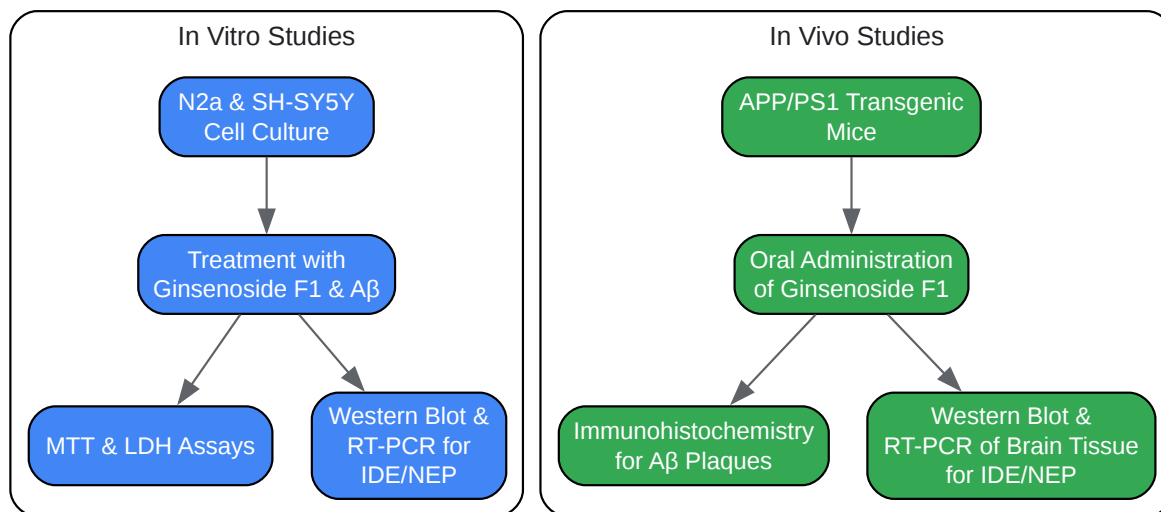 In Vitro Studies
N2a & SH-SY5Y
Cell Culture
Treatment with
Ginsenoside F1 & Aβ
MTT & LDH Assays
Western Blot &
RT-PCR for
IDE/NEP
In Vivo Studies
APP/PS1 Transgenic
Mice
Oral Administration
of Ginsenoside F1
Immunohistochemistry
for Aβ Plaques
Western Blot &
RT-PCR of Brain Tissue
for IDE/NEP